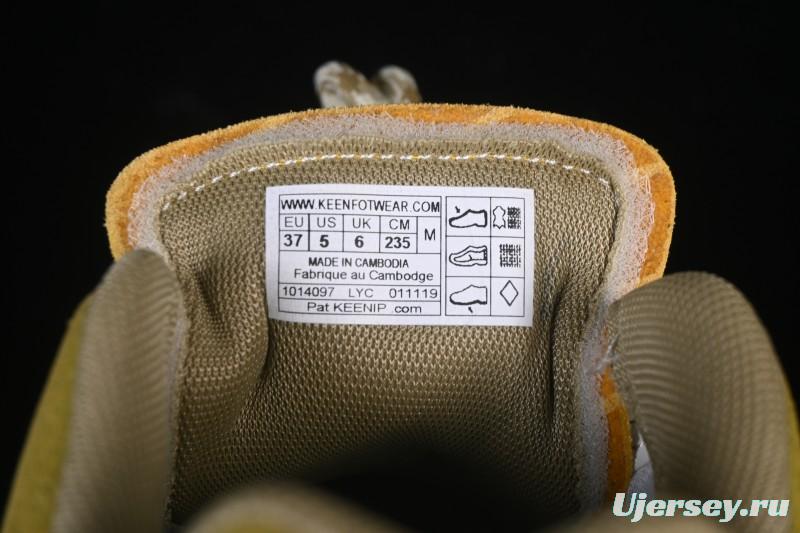 WWW.KEENFOTWEAR.COM
EU US UK CM M
37 5 6 235
MADE IN CAMBODIA
Fabrique au Cambodge
1014097 LYC 011119
Pat KEENIP .com
Ujersey.ru